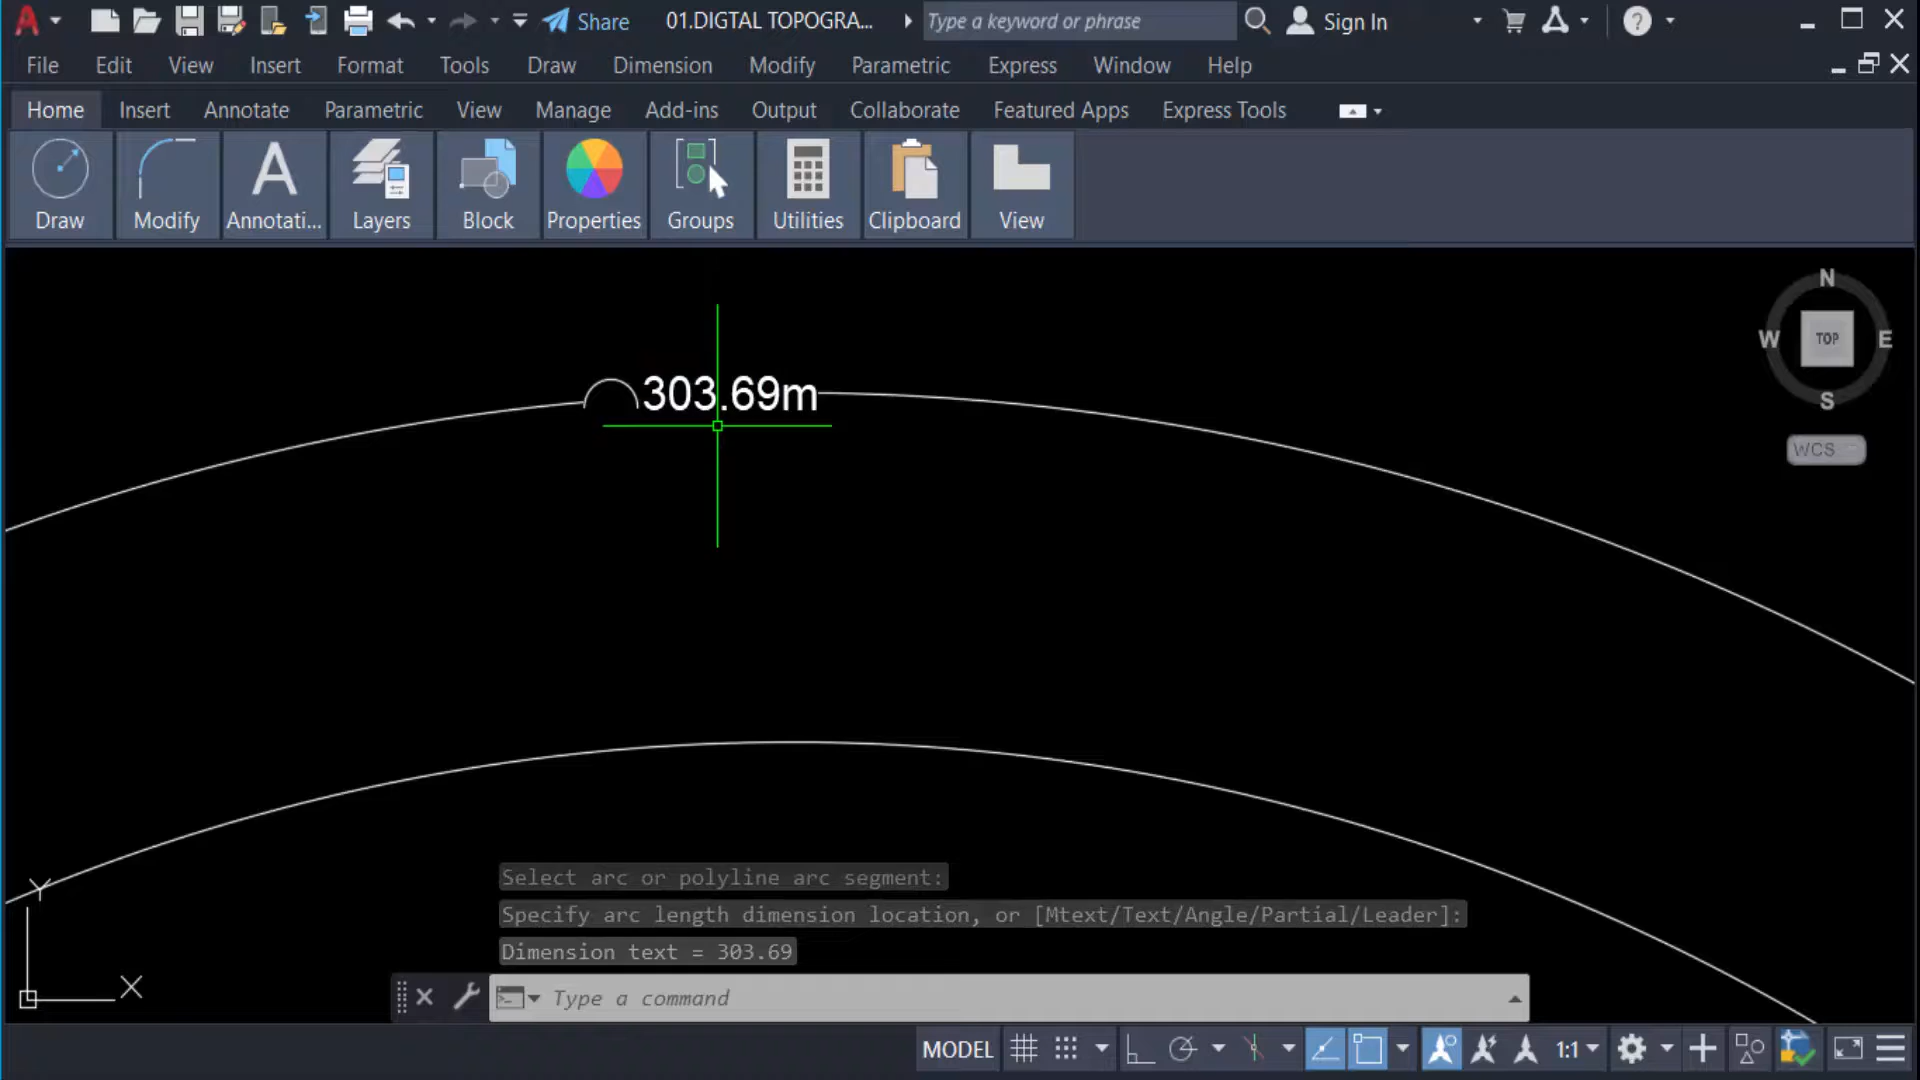 Share 01.DIGTAL TOPOGRA... Type a keyword or phrase Sign In
File Edit View Insert Format Tools Draw Dimension Modify Parametric Express Window Help
Home Insert Annotate Parametric View Manage Add-ins Output Collaborate Featured Apps Express Tools
Draw Modify Annotati... Layers Block Properties Groups Utilities Clipboard View
N
W TOP E
S
WCS
303.69m
Select arc or polyline arc segment:
Specify arc length dimension location, or [Mtext/Text/Angle/Partial/Leader]:
Dimension text = 303.69
Y
X
Type a command
MODEL 1:1